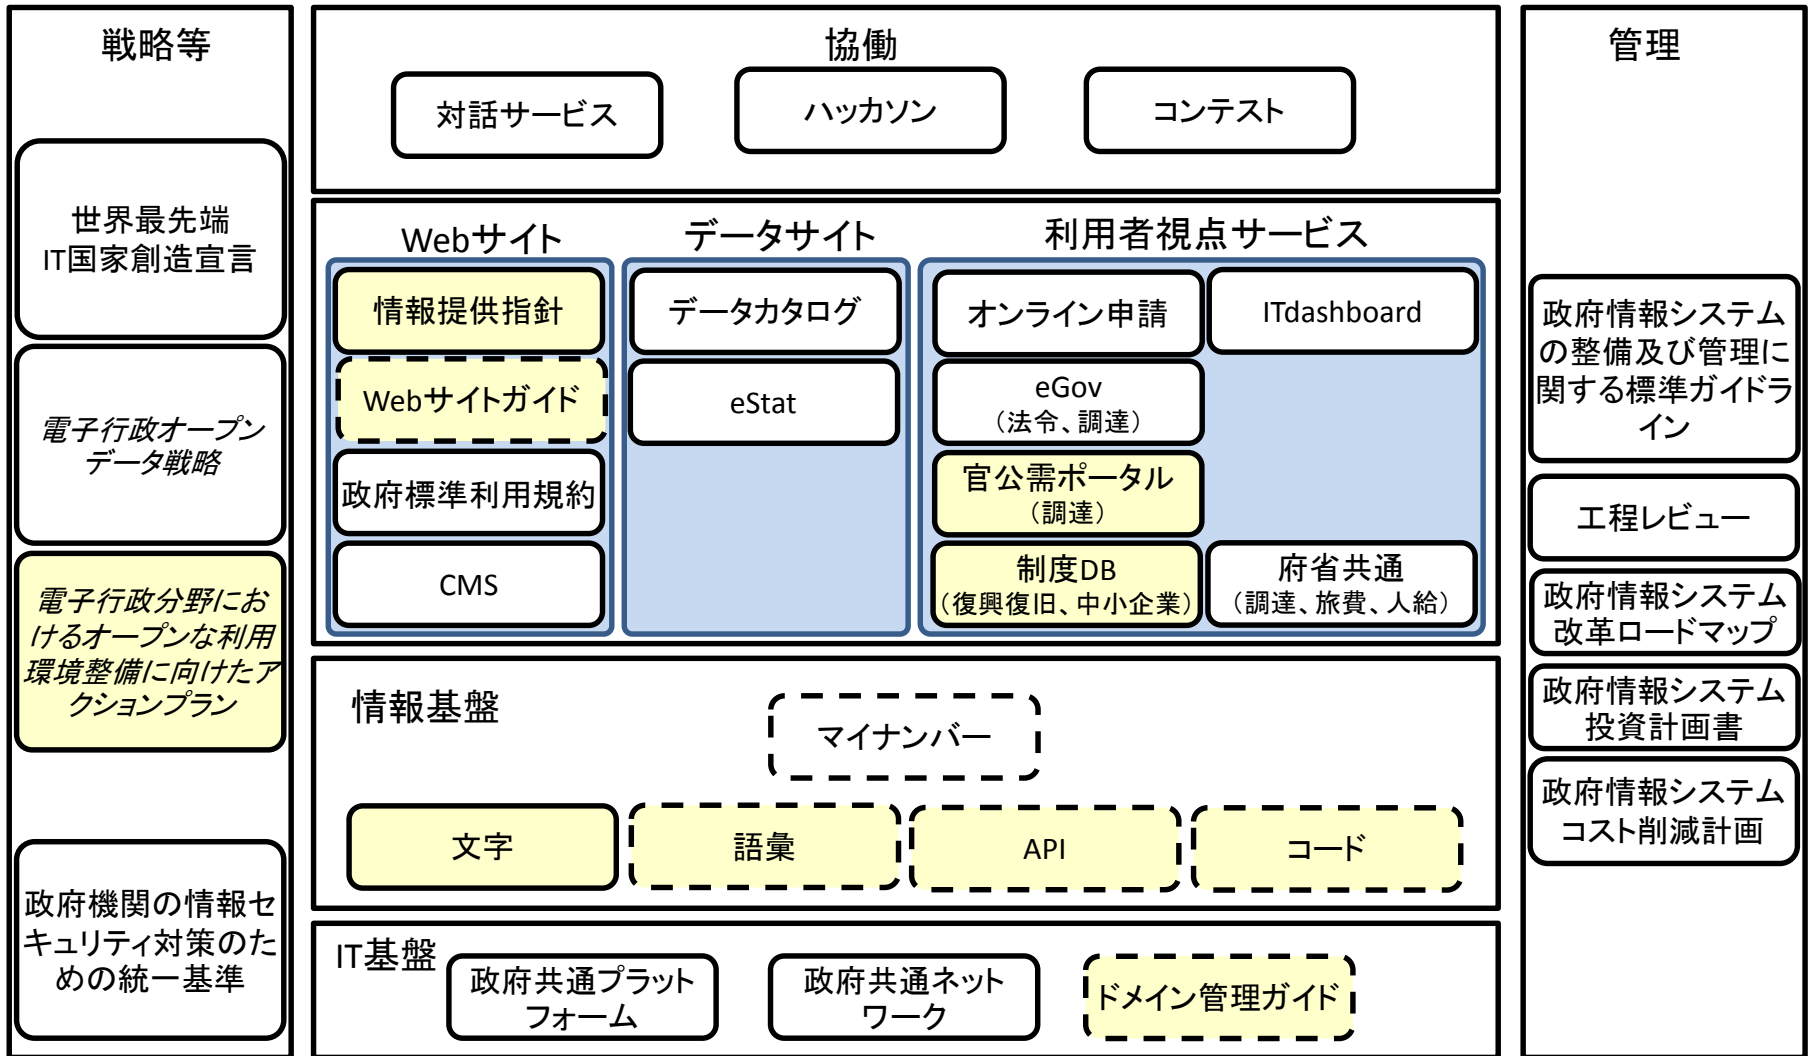 戦略等
世界最先端
IT国家創造宣言
電子行政オープン
データ戦略
電子行政分野にお
けるオープンな利用
環境整備に向けたア
クションプラン
政府機関の情報セ
キュリティ対策のた
めの統一基準
協働
対話サービス
ハッカソン
コンテスト
Webサイト
情報提供指針
Webサイトガイド
政府標準利用規約
CMS
データサイト
データカタログ
eStat
利用者視点サービス
オンライン申請
ITdashboard
eGov
（法令、調達）
官公需ポータル
（調達）
制度DB
（復興復旧、中小企業）
府省共通
（調達、旅費、人給）
情報基盤
マイナンバー
文字
語彙
API
コード
IT基盤
政府共通プラット
フォーム
政府共通ネット
ワーク
ドメイン管理ガイド
管理
政府情報システム
の整備及び管理に
関する標準ガイドラ
イン
工程レビュー
政府情報システム
改革ロードマップ
政府情報システム
投資計画書
政府情報システム
コスト削減計画